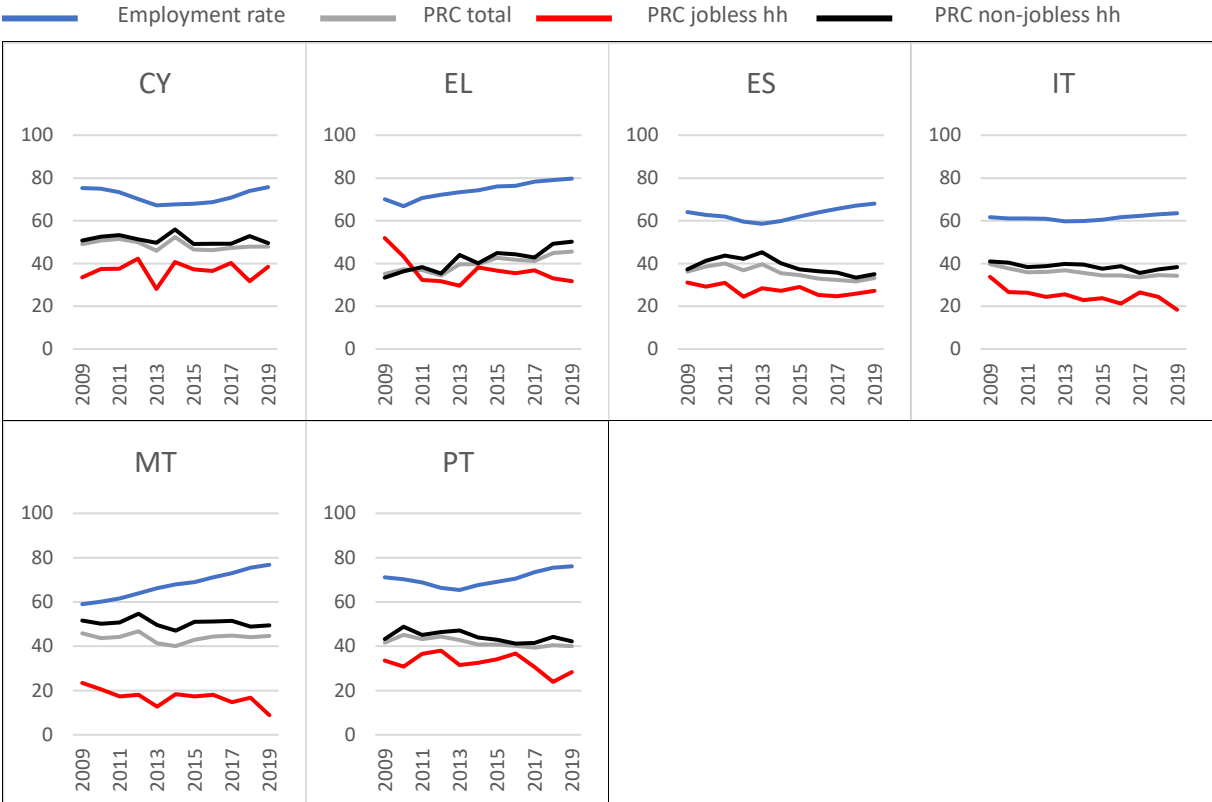 Employment rate PRC total PRC jobless hh PRC non-jobless hh
CY EL ES IT
100 100 100 100
80 80 80 80
60 60 60 60
40 40 40 40
20 20 20 20
0 0 0 0
2009 2011 2013 2015 2017 2019 2009 2011 2013 2015 2017 2019 2009 2011 2013 2015 2017 2019 2009 2011 2013 2015 2017 2019
MT PT
100 100
80 80
60 60
40 40
20 20
0 0
2009 2011 2013 2015 2017 2019 2009 2011 2013 2015 2017 2019